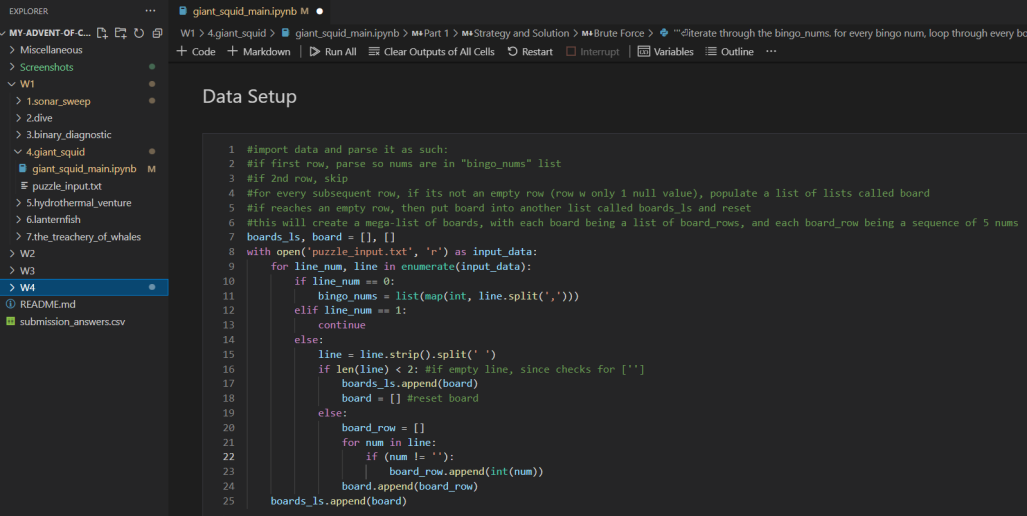 EXPLORER
giant_squid_main.ipynb M
MY-ADVENT-OF-C...
W1 > 4.giant_squid > giant_squid_main.ipynb > M↓Part 1 > M↓Strategy and Solution > M↓Brute Force >
+ Code + Markdown Run All Clear Outputs of All Cells Restart Interrupt Variables Outline ...
Miscellaneous
Screenshots
W1
1.sonar_sweep
2.dive
3.binary_diagnostic
4.giant_squid
giant_squid_main.ipynb M
puzzle_input.txt
5.hydrothermal_venture
6.lanternfish
7.the_treachery_of_whales
W2
W3
W4
README.md
submission_answers.csv
Data Setup
1 #import data and parse it as such:
2 #if first row, parse so nums are in "bingo_nums" list
3 #if 2nd row, skip
4 #for every subsequent row, if its not an empty row (row w only 1 null value), populate a list of lists called board
5 #if reaches an empty row, then put board into another list called boards_ls and reset
6 #this will create a mega-list of boards, with each board being a list of board_rows, and each board_row being a sequence of 5 nums
7 boards_ls, board = [], []
8 with open('puzzle_input.txt', 'r') as input_data:
9 for line_num, line in enumerate(input_data):
10 if line_num == 0:
11 bingo_nums = list(map(int, line.split(',')))
12 elif line_num == 1:
13 continue
14 else:
15 line = line.strip().split(' ')
16 if len(line) < 2: #if empty line, since checks for ['']
17 boards_ls.append(board)
18 board = [] #reset board
19 else:
20 board_row = []
21 for num in line:
22 if (num != ''):
23 board_row.append(int(num))
24 board.append(board_row)
25 boards_ls.append(board)